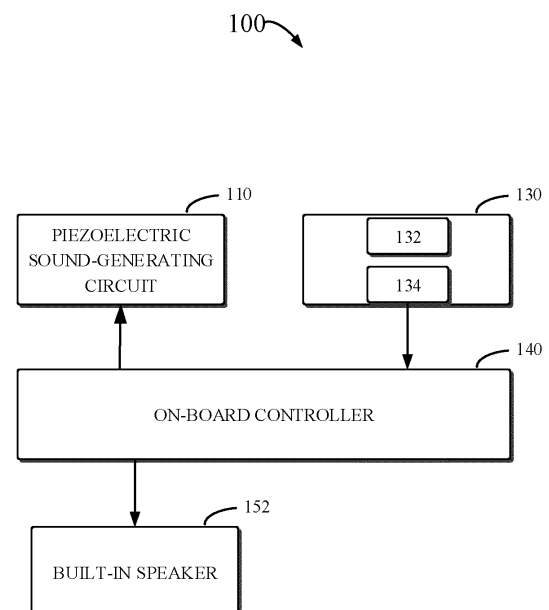 100
110
PIEZOELECTRIC
SOUND-GENERATING
CIRCUIT
130
132
134
140
ON-BOARD CONTROLLER
152
BUILT-IN SPEAKER